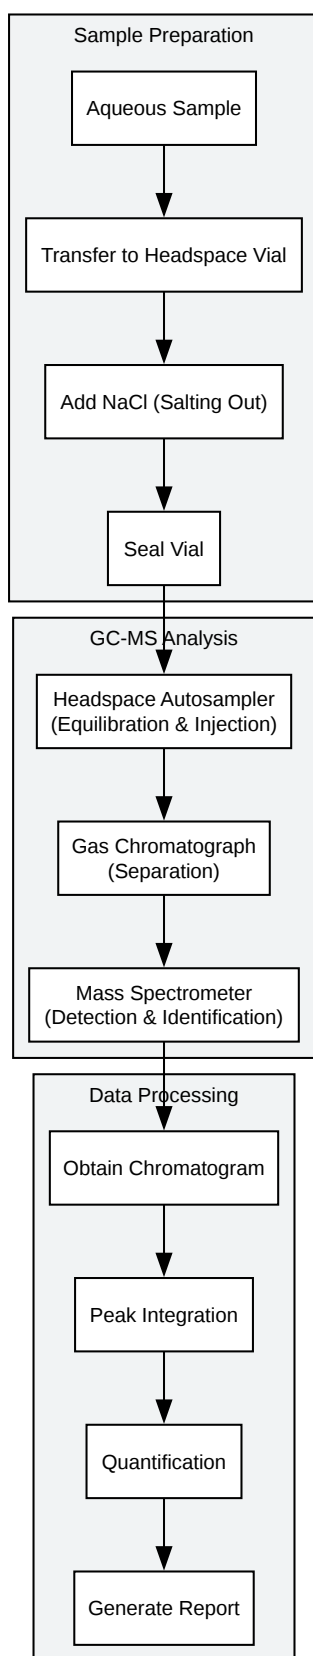 Sample Preparation
Aqueous Sample
Transfer to Headspace Vial
Add NaCl (Salting Out)
Seal Vial
GC-MS Analysis
Headspace Autosampler
(Equilibration & Injection)
Gas Chromatograph
(Separation)
Mass Spectrometer
(Detection & Identification)
Data Processing
Obtain Chromatogram
Peak Integration
Quantification
Generate Report